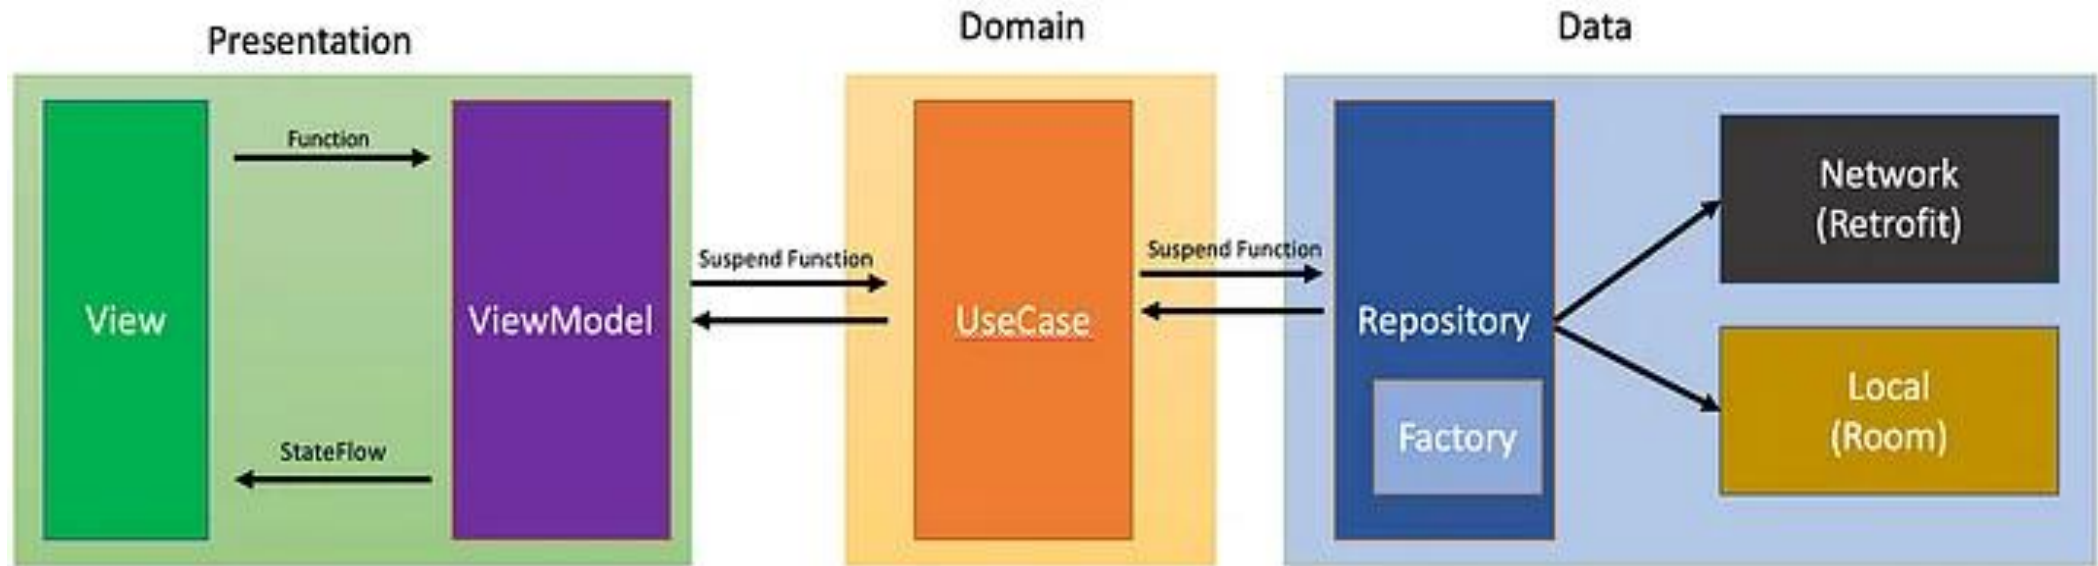 Presentation
Domain
Data
Function
View
ViewModel
StateFlow
Suspend Function
UseCase
Suspend Function
Repository
Factory
Network
(Retrofit)
Local
(Room)